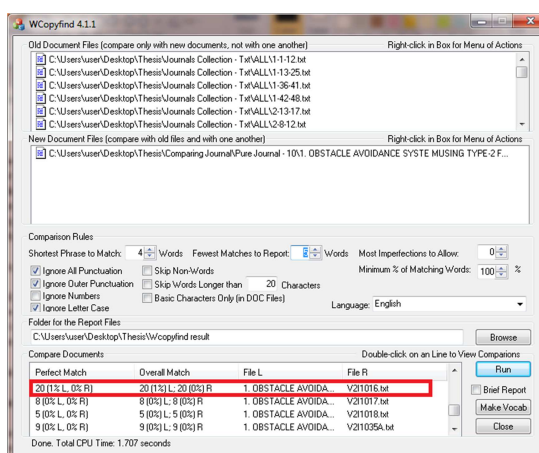 WCopyfind 4.1.1
Old Document Files (compare only with new documents, not with one another) Right-click in Box for Menu of Actions
C:\Users\user\Desktop\Thesis\Journals Collection - Txt\ALL\1-1-12.txt
C:\Users\user\Desktop\Thesis\Journals Collection - Txt\ALL\1-13-25.txt
C:\Users\user\Desktop\Thesis\Journals Collection - Txt\ALL\1-36-41.txt
C:\Users\user\Desktop\Thesis\Journals Collection - Txt\ALL\1-42-48.txt
C:\Users\user\Desktop\Thesis\Journals Collection - Txt\ALL\2-13-17.txt
C:\Users\user\Desktop\Thesis\Journals Collection - Txt\ALL\2-8-12.txt
New Document Files (compare with old files and with one another) Right-click in Box for Menu of Actions
C:\Users\user\Desktop\Thesis\Comparing Journal\Pure Journal - 10\1. OBSTACLE AVOIDANCE SYSTE MUSING TYPE-2 F...
Comparison Rules
Shortest Phrase to Match: 4 Words Fewest Matches to Report: 5 Words Most Imperfections to Allow: 0
Ignore All Punctuation Skip Non-Words Minimum % of Matching Words: 100 %
Ignore Outer Punctuation Skip Words Longer than 20 Characters
Ignore Numbers Basic Characters Only (in DOC Files)
Ignore Letter Case Language: English
Folder for the Report Files
C:\Users\user\Desktop\Thesis\Wcopyfind result Browse
Compare Documents Double-click on an Line to View Comparions
Perfect Match Overall Match File L File R Run
20 (1% L, 0% R) 20 (1%) L; 20 (0%) R 1. OBSTACLE AVOIDA... V2I1016.txt Brief Report
8 (0% L, 0% R) 8 (0%) L; 8 (0%) R 1. OBSTACLE AVOIDA... V2I1017.txt Make Vocab
5 (0% L, 0% R) 5 (0%) L; 5 (0%) R 1. OBSTACLE AVOIDA... V2I1018.txt
9 (0% L, 0% R) 9 (0%) L; 9 (0%) R 1. OBSTACLE AVOIDA... V2I1035A.txt Close
Done. Total CPU Time: 1.707 seconds